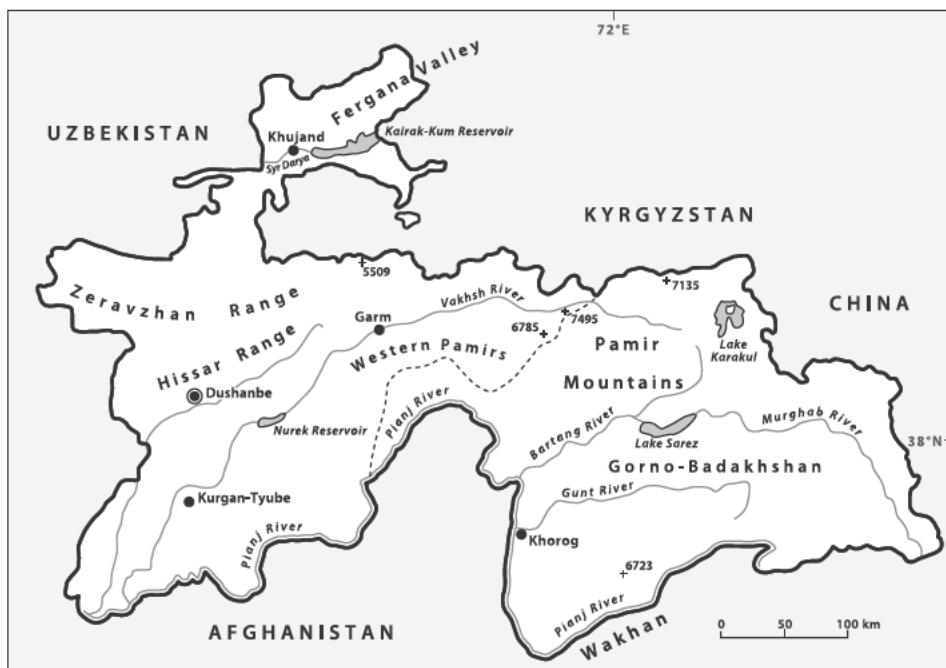 72°E
Fergana Valley
UZBEKISTAN
Khujand
Kairak-Kum Reservoir
Syr Darya
KYRGYZSTAN
5509
7135
Zeravzhan Range
Vakhsh River
CHINA
7495
Garm
6785
Lake
Karakul
Hissar Range
Western Pamirs
Pamir
Mountains
Dushanbe
Pianj River
Nurek Reservoir
Bartang River
Lake Sarez
Murghab River
38°N
Gorno-Badakhshan
Kurgan-Tyube
Gunt River
Pianj River
Khorog
6723
Pianj River
Wakhan
AFGHANISTAN
0 50 100 km